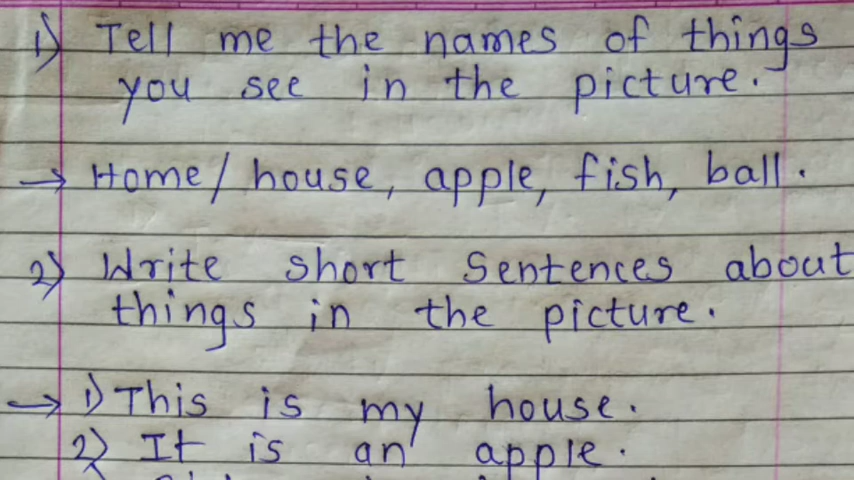 1) Tell me the names of things
you see in the picture.
→ Home/house, apple, fish, ball.
2) Write short sentences about
things in the picture.
→ 1) This is my house.
2) It is an apple.